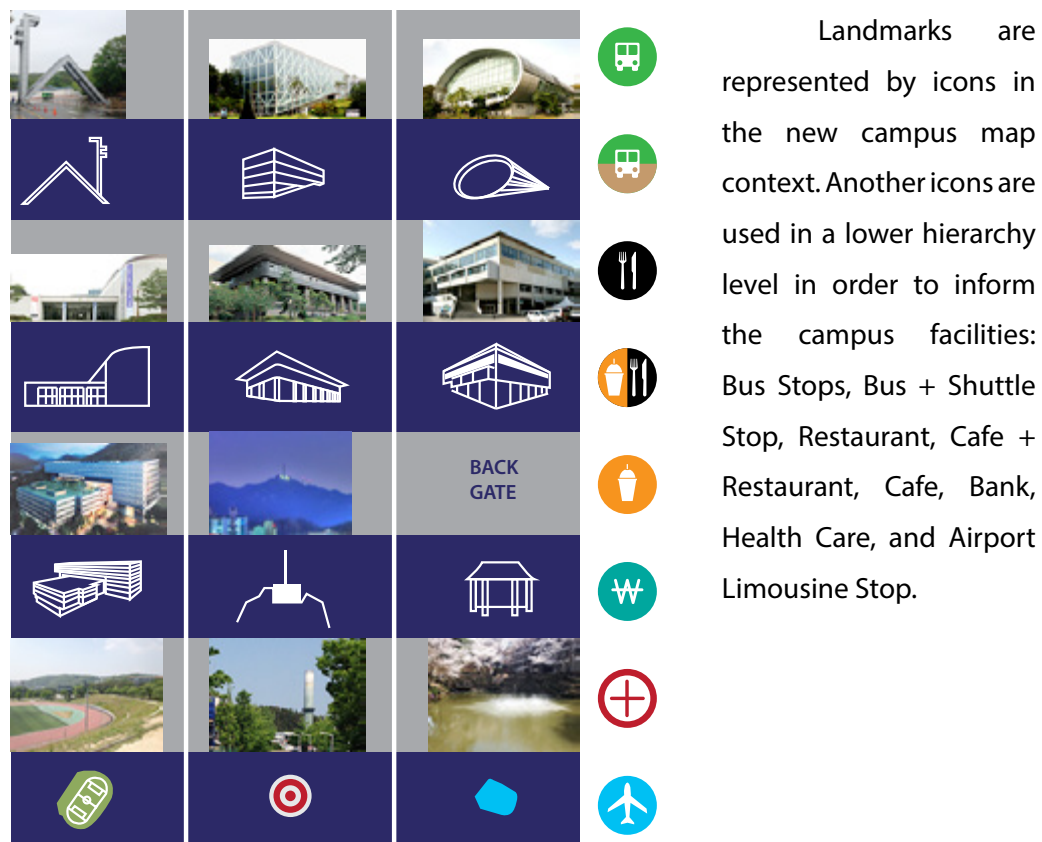 BACK
GATE
Landmarks are
represented by icons in
the new campus map
context. Another icons are
used in a lower hierarchy
level in order to inform
the campus facilities:
Bus Stops, Bus + Shuttle
Stop, Restaurant, Cafe +
Restaurant, Cafe, Bank,
Health Care, and Airport
Limousine Stop.